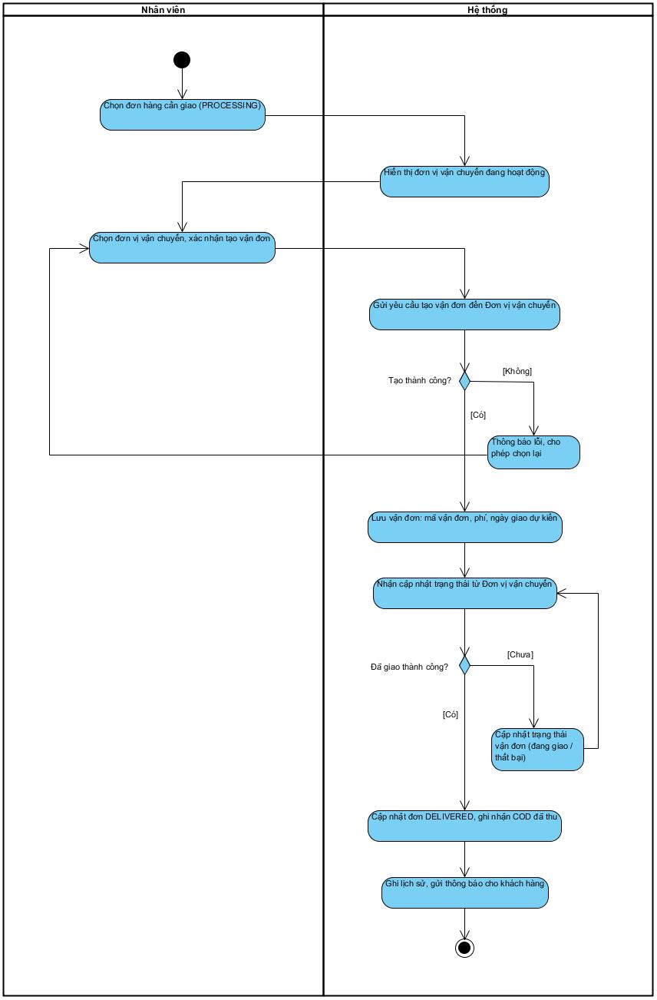 Nhân viên
Hệ thống
Chọn đơn hàng cần giao (PROCESSING)
Hiển thị đơn vị vận chuyển đang hoạt động
Chọn đơn vị vận chuyển, xác nhận tạo vận đơn
Gửi yêu cầu tạo vận đơn đến Đơn vị vận chuyển
Tạo thành công?
[Không]
[Có]
Thông báo lỗi, cho
phép chọn lại
Lưu vận đơn: mã vận đơn, phí, ngày giao dự kiến
Nhận cập nhật trạng thái từ Đơn vị vận chuyển
Đã giao thành công?
[Chưa]
[Có]
Cập nhật trạng thái
vận đơn (đang giao /
thất bại)
Cập nhật đơn DELIVERED, ghi nhận COD đã thu
Ghi lịch sử, gửi thông báo cho khách hàng